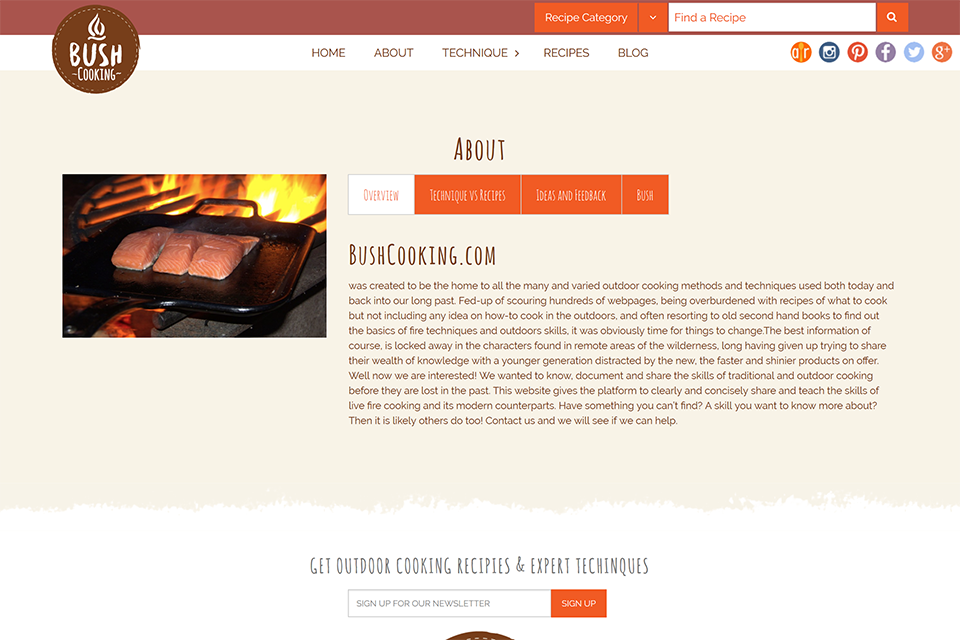 Recipe Category
Find a Recipe
BUSH
~COOKING~
HOME ABOUT TECHNIQUE RECIPES BLOG
About
Overview Technique vs Recipes Ideas and Feedback Bush
BushCooking.com
was created to be the home to all the many and varied outdoor cooking methods and techniques used both today and
back into our long past. Fed-up of scouring hundreds of webpages, being overburdened with recipes of what to cook
but not including any idea on how-to cook in the outdoors, and often resorting to old second hand books to find out
the basics of fire techniques and outdoors skills, it was obviously time for things to change.The best information of
course, is locked away in the characters found in remote areas of the wilderness, long having given up trying to share
their wealth of knowledge with a younger generation distracted by the new, the faster and shinier products on offer.
Well now we are interested! We wanted to know, document and share the skills of traditional and outdoor cooking
before they are lost in the past. This website gives the platform to clearly and concisely share and teach the skills of
live fire cooking and its modern counterparts. Have something you can't find? A skill you want to know more about?
Then it is likely others do too! Contact us and we will see if we can help.
GET OUTDOOR COOKING RECIPIES & EXPERT TECHINQUES
SIGN UP FOR OUR NEWSLETTER SIGN UP